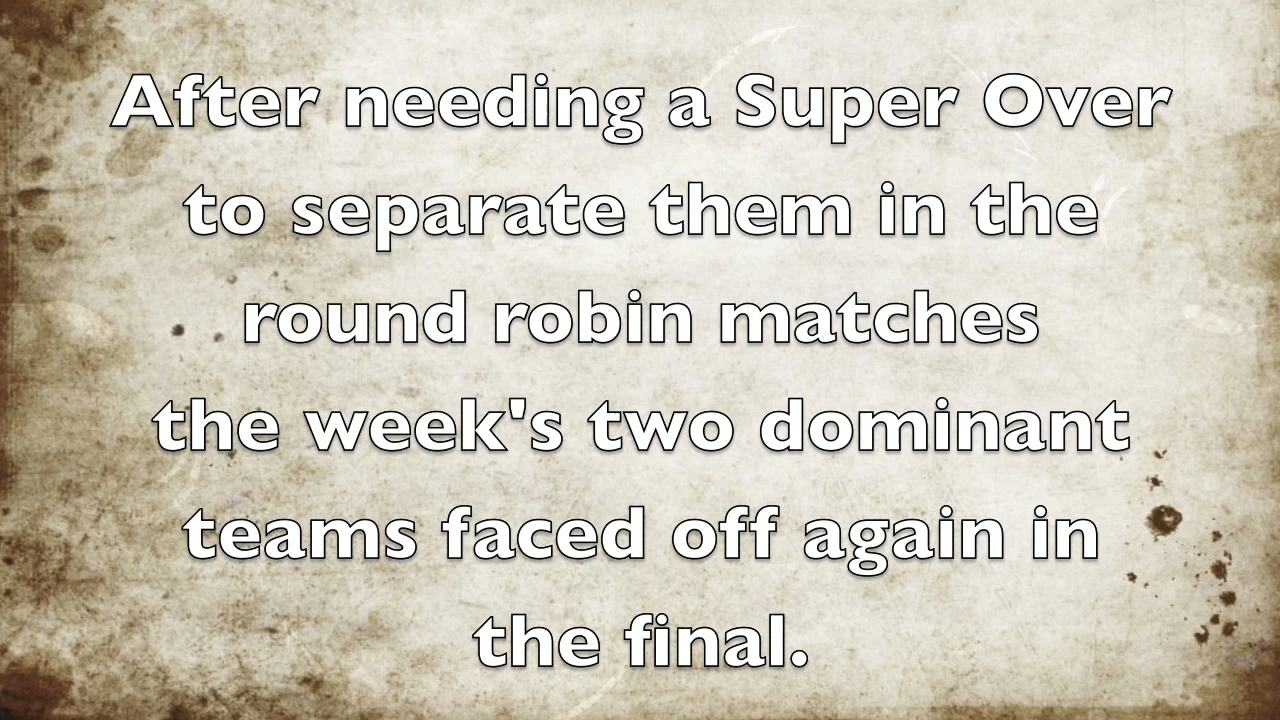 After needing a Super Over
to separate them in the
round robin matches
the week's two dominant
teams faced off again in
the final.